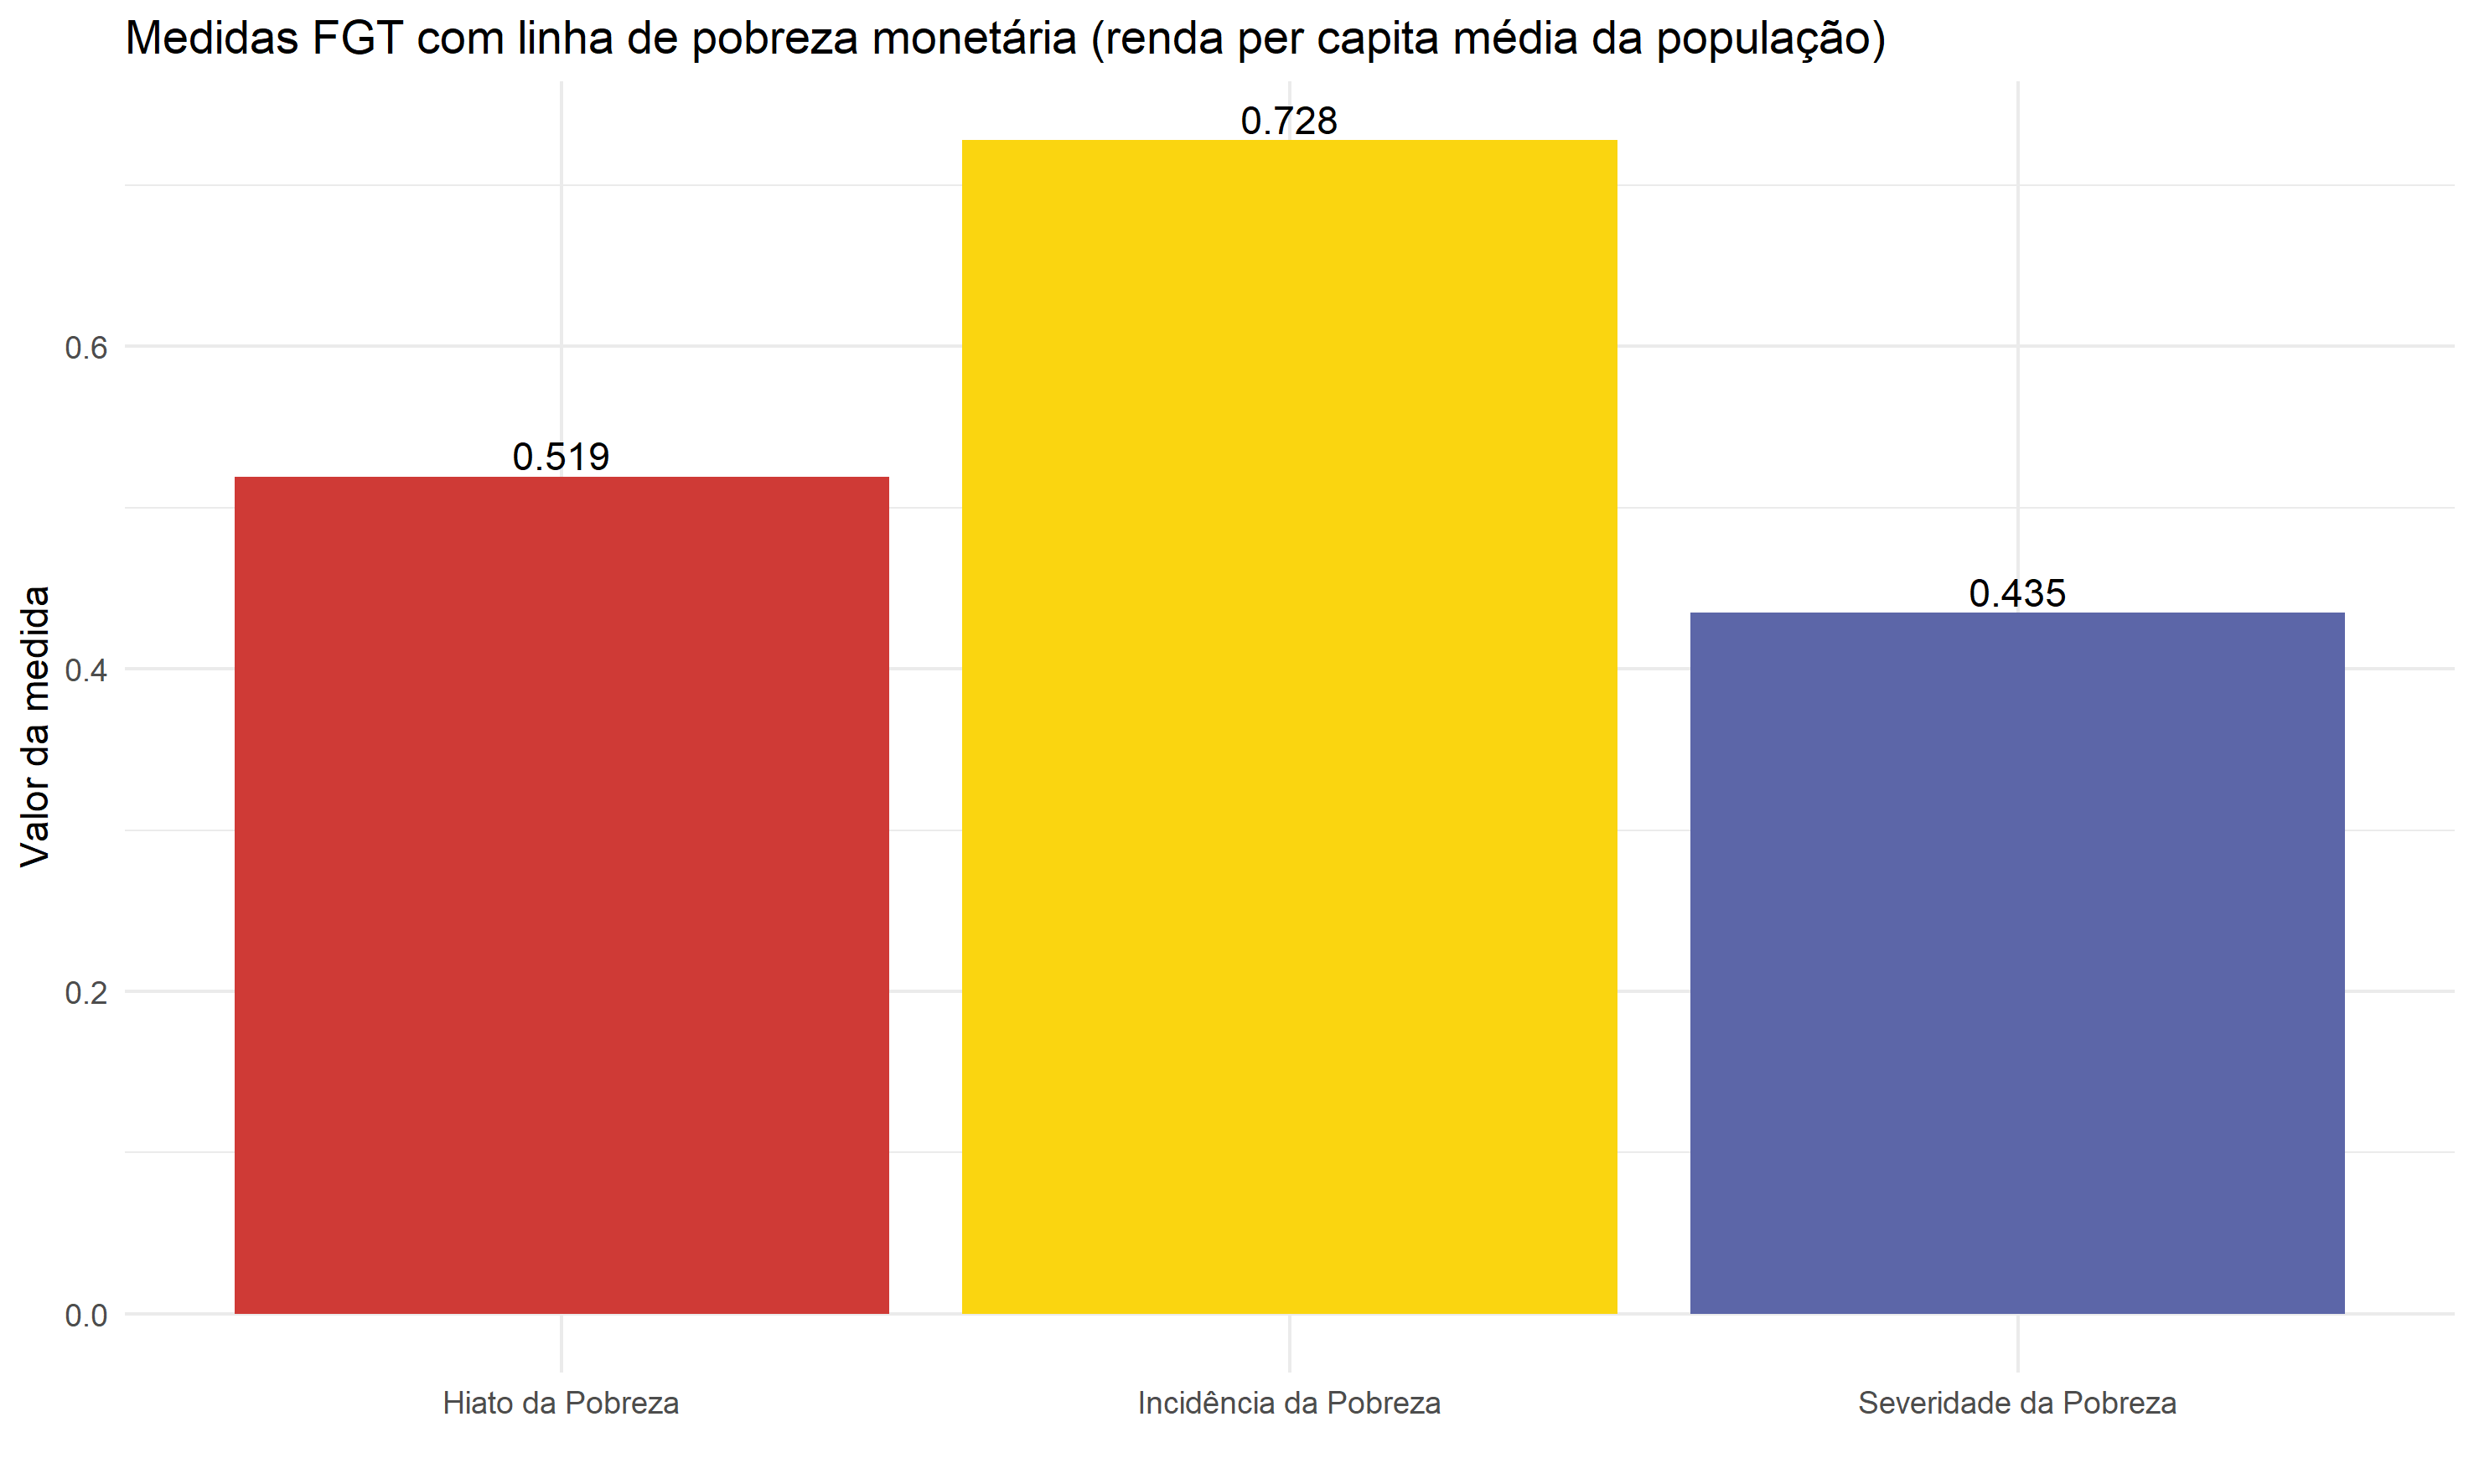 Medidas FGT com linha de pobreza monetária (renda per capita média da população)
Valor da medida
0.6
0.4
0.2
0.0
0.519
0.728
0.435
Hiato da Pobreza
Incidência da Pobreza
Severidade da Pobreza